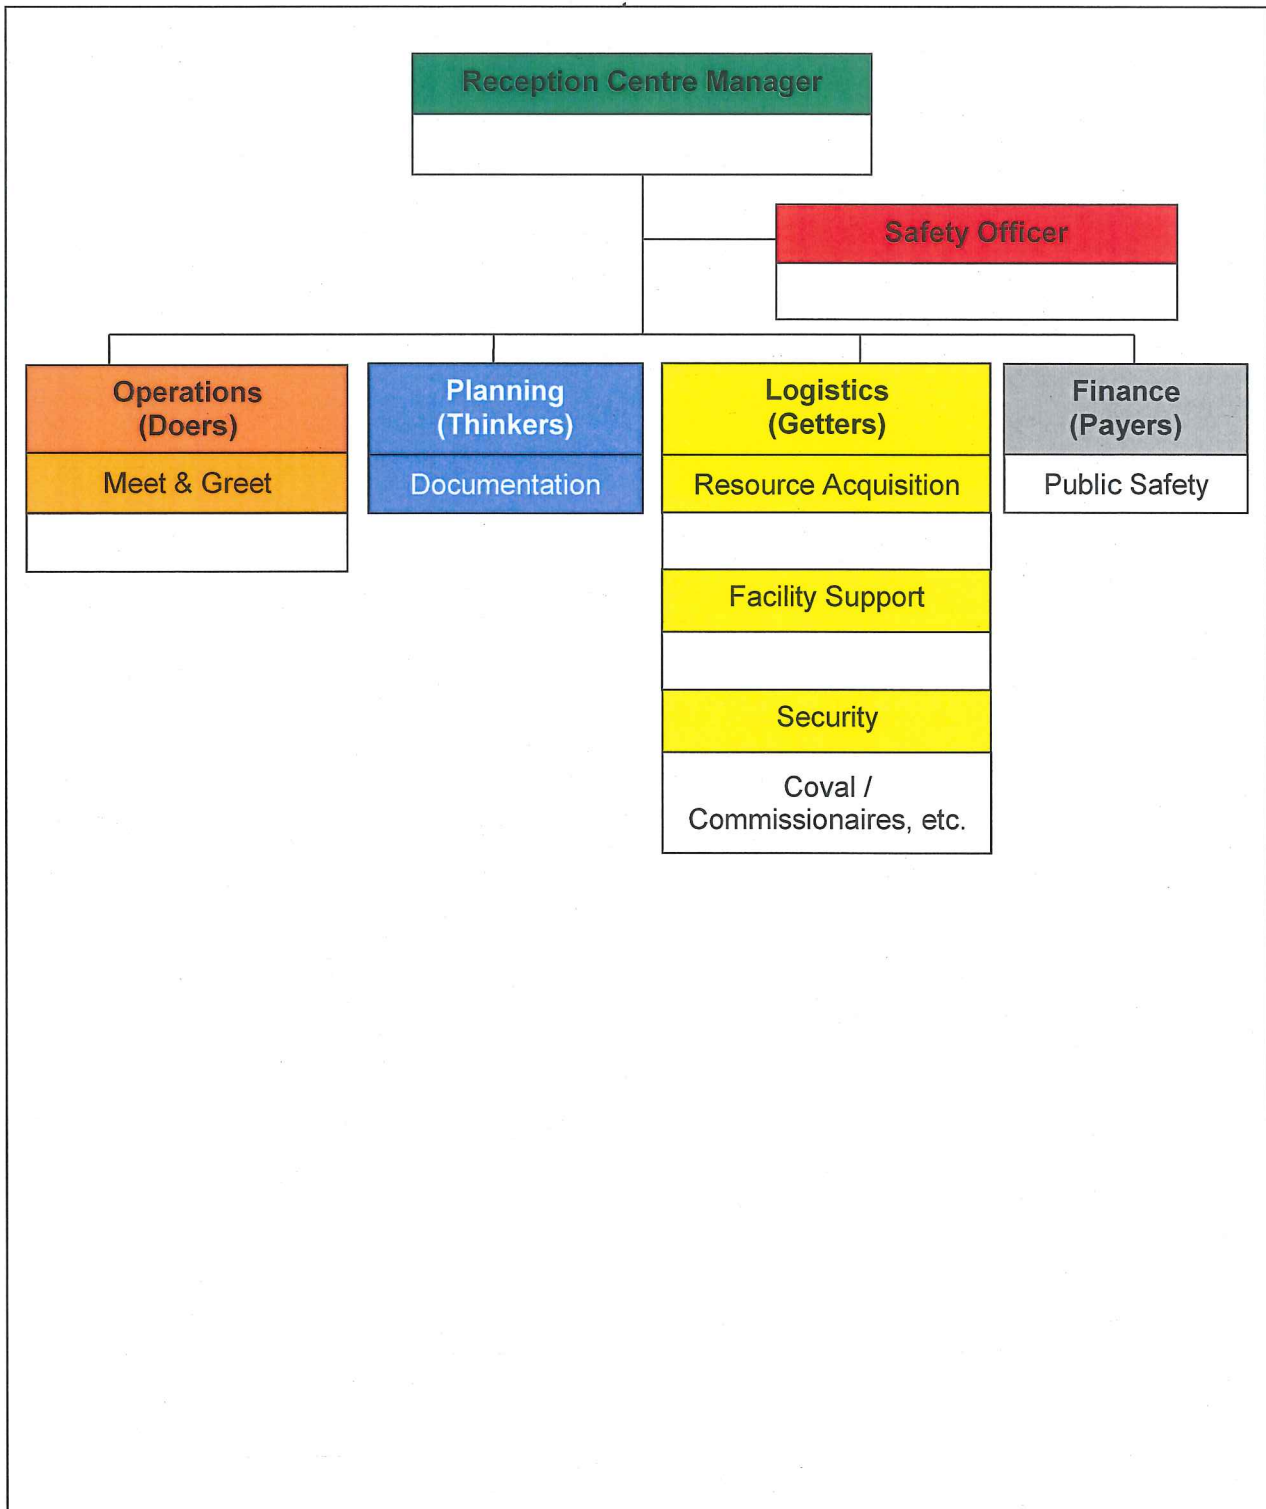 Reception Centre Manager
Safety Officer
Operations
(Doers)
Meet & Greet
Planning
(Thinkers)
Documentation
Logistics
(Getters)
Resource Acquisition
Facility Support
Security
Coval /
Commissionaires, etc.
Finance
(Payers)
Public Safety